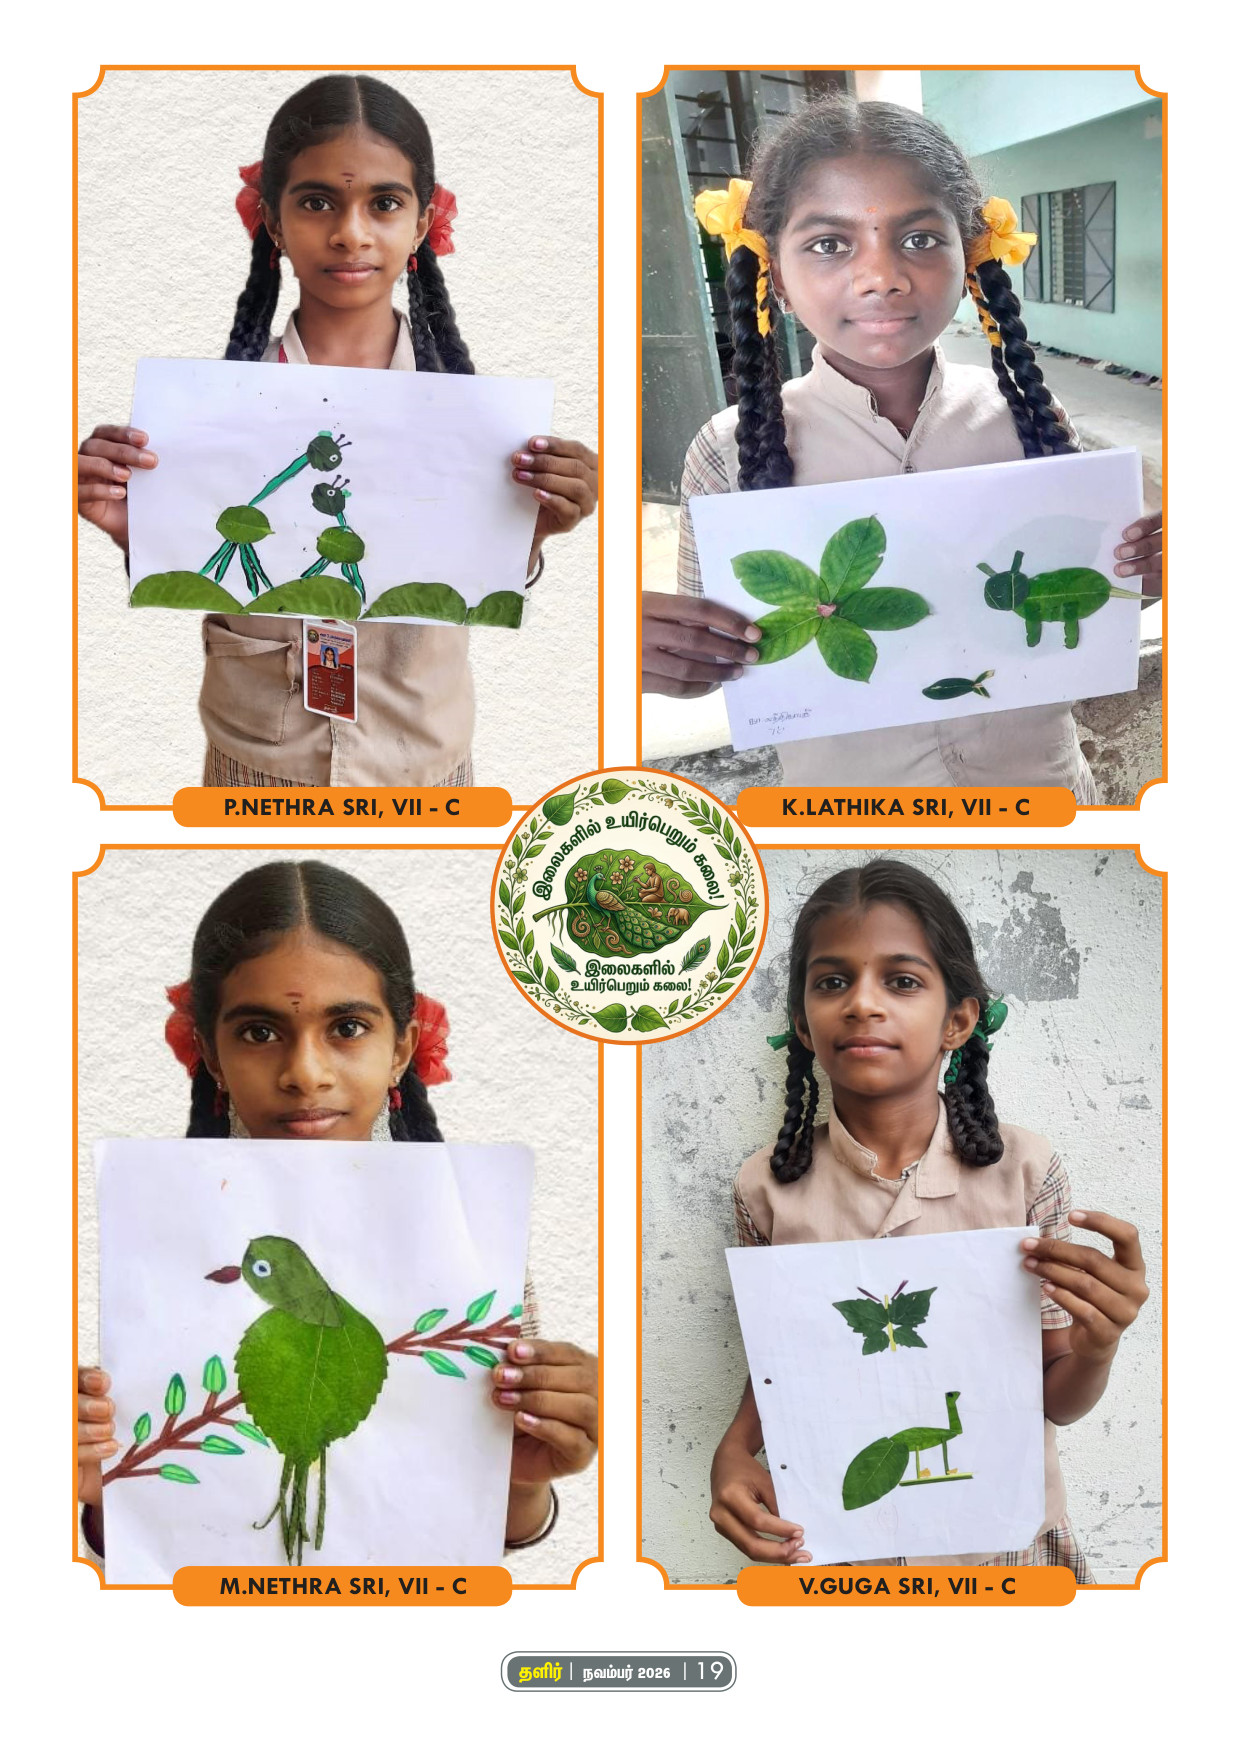 P.NETHRA SRI, VII - C
K.LATHIKA SRI, VII - C
இலைகளில் உயிர்பெறும் கலை!
இலைகளில்
உயிர்பெறும் கலை!
M.NETHRA SRI, VII - C
V.GUGA SRI, VII - C
தளிர் | நவம்பர் 2026 | 19